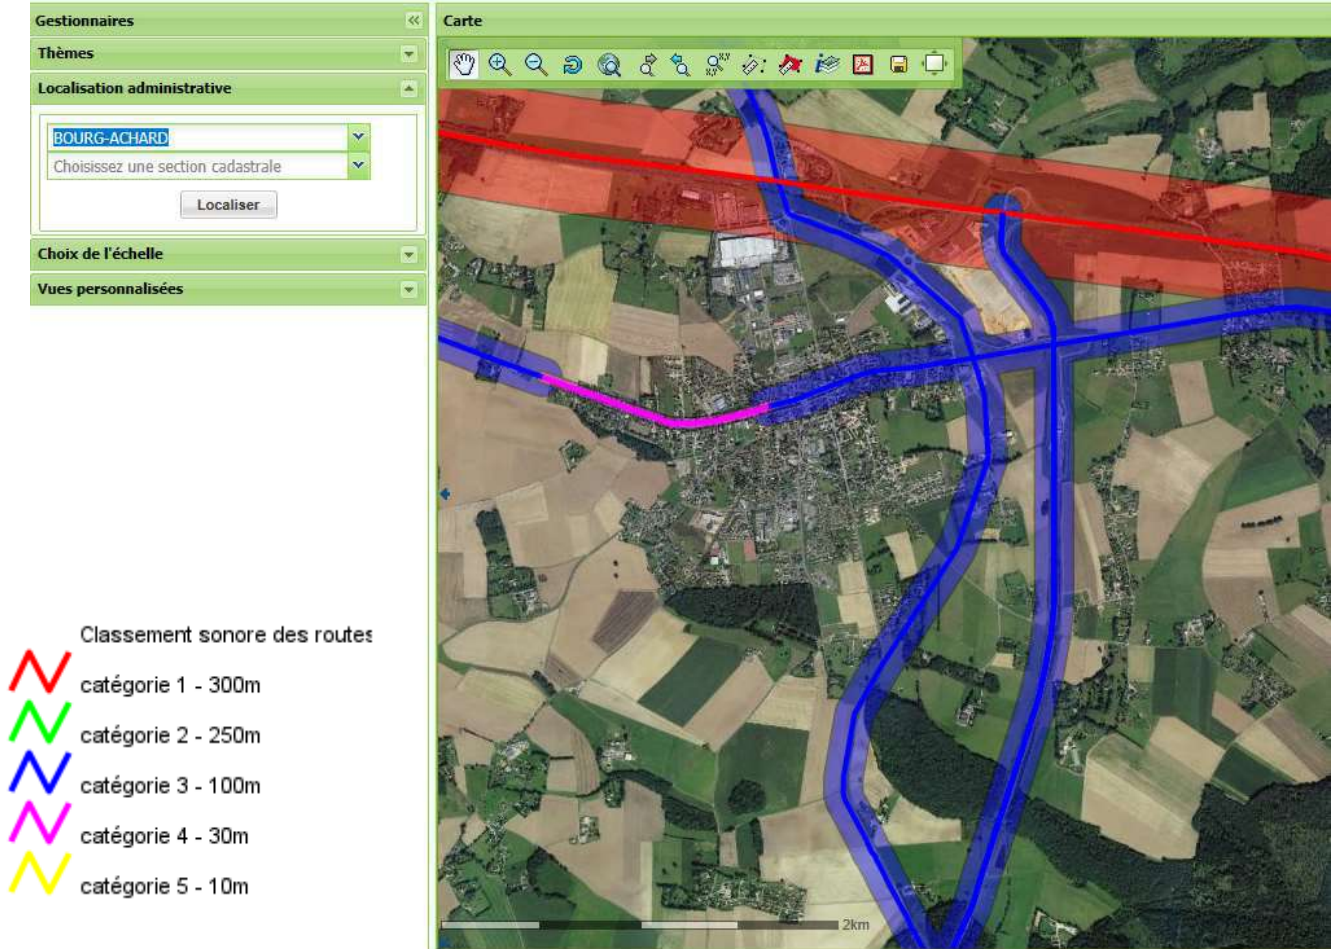 Gestionnaires
Thèmes
Localisation administrative
BOURG-ACHARD
Choisissez une section cadastrale
Localiser
Choix de l'échelle
Vues personnalisées
Carte
2km
Classement sonore des routes
catégorie 1 - 300m
catégorie 2 - 250m
catégorie 3 - 100m
catégorie 4 - 30m
catégorie 5 - 10m